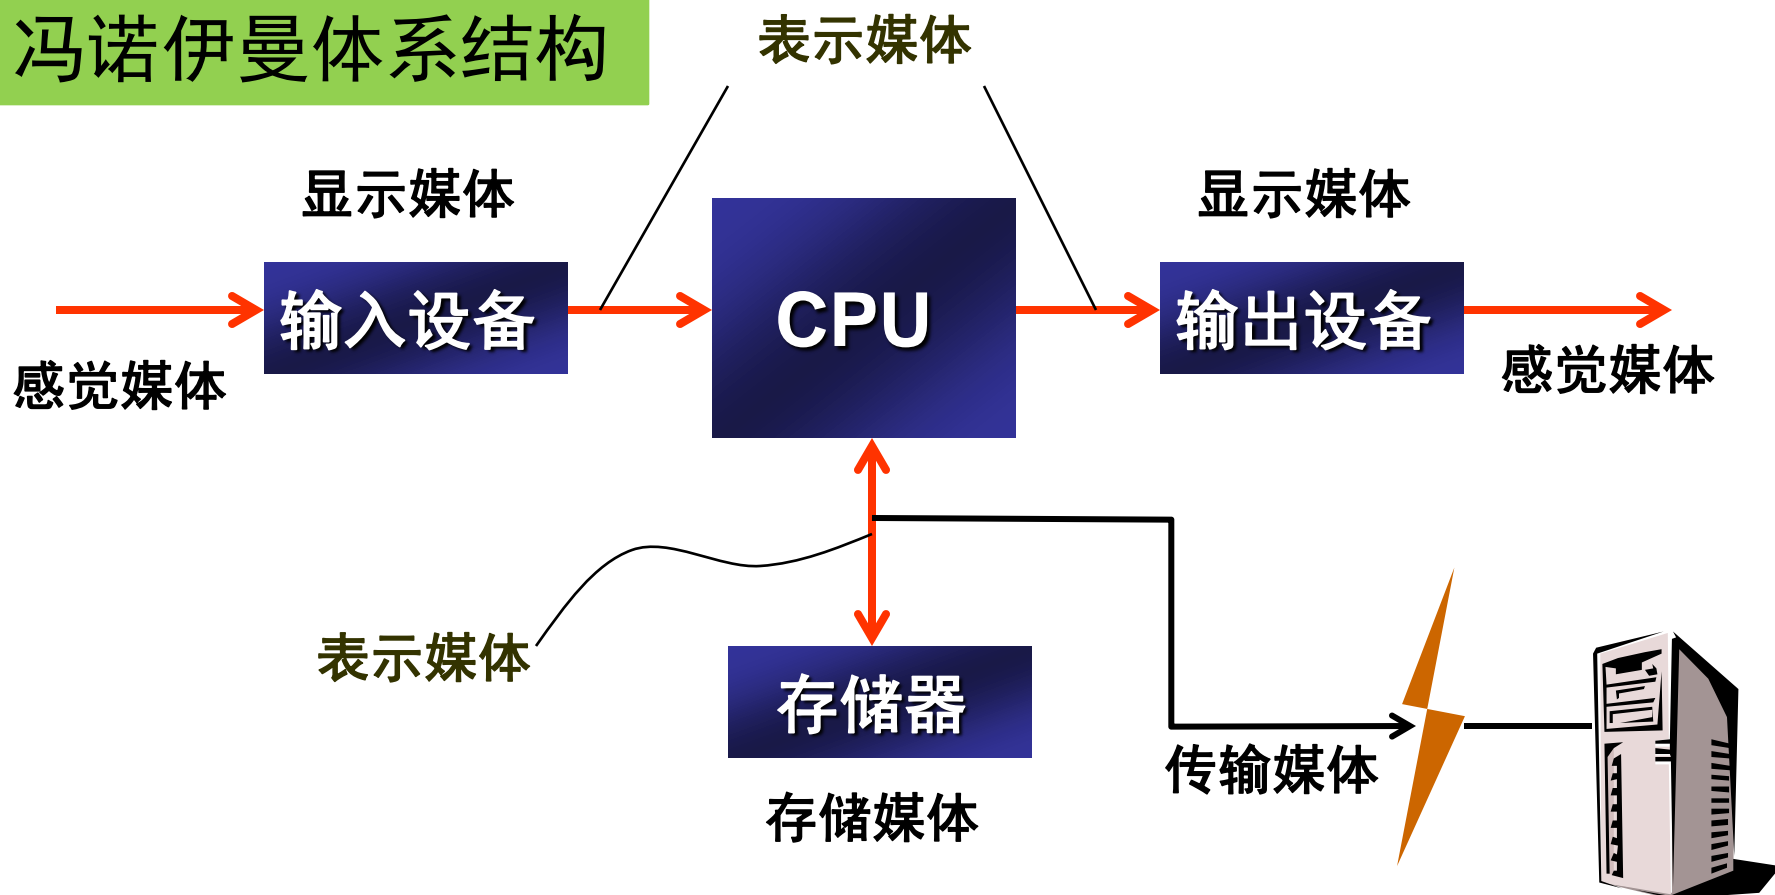 冯诺伊曼体系结构
表示媒体
显示媒体
显示媒体
输入设备
CPU
输出设备
感觉媒体
感觉媒体
表示媒体
存储器
传输媒体
存储媒体